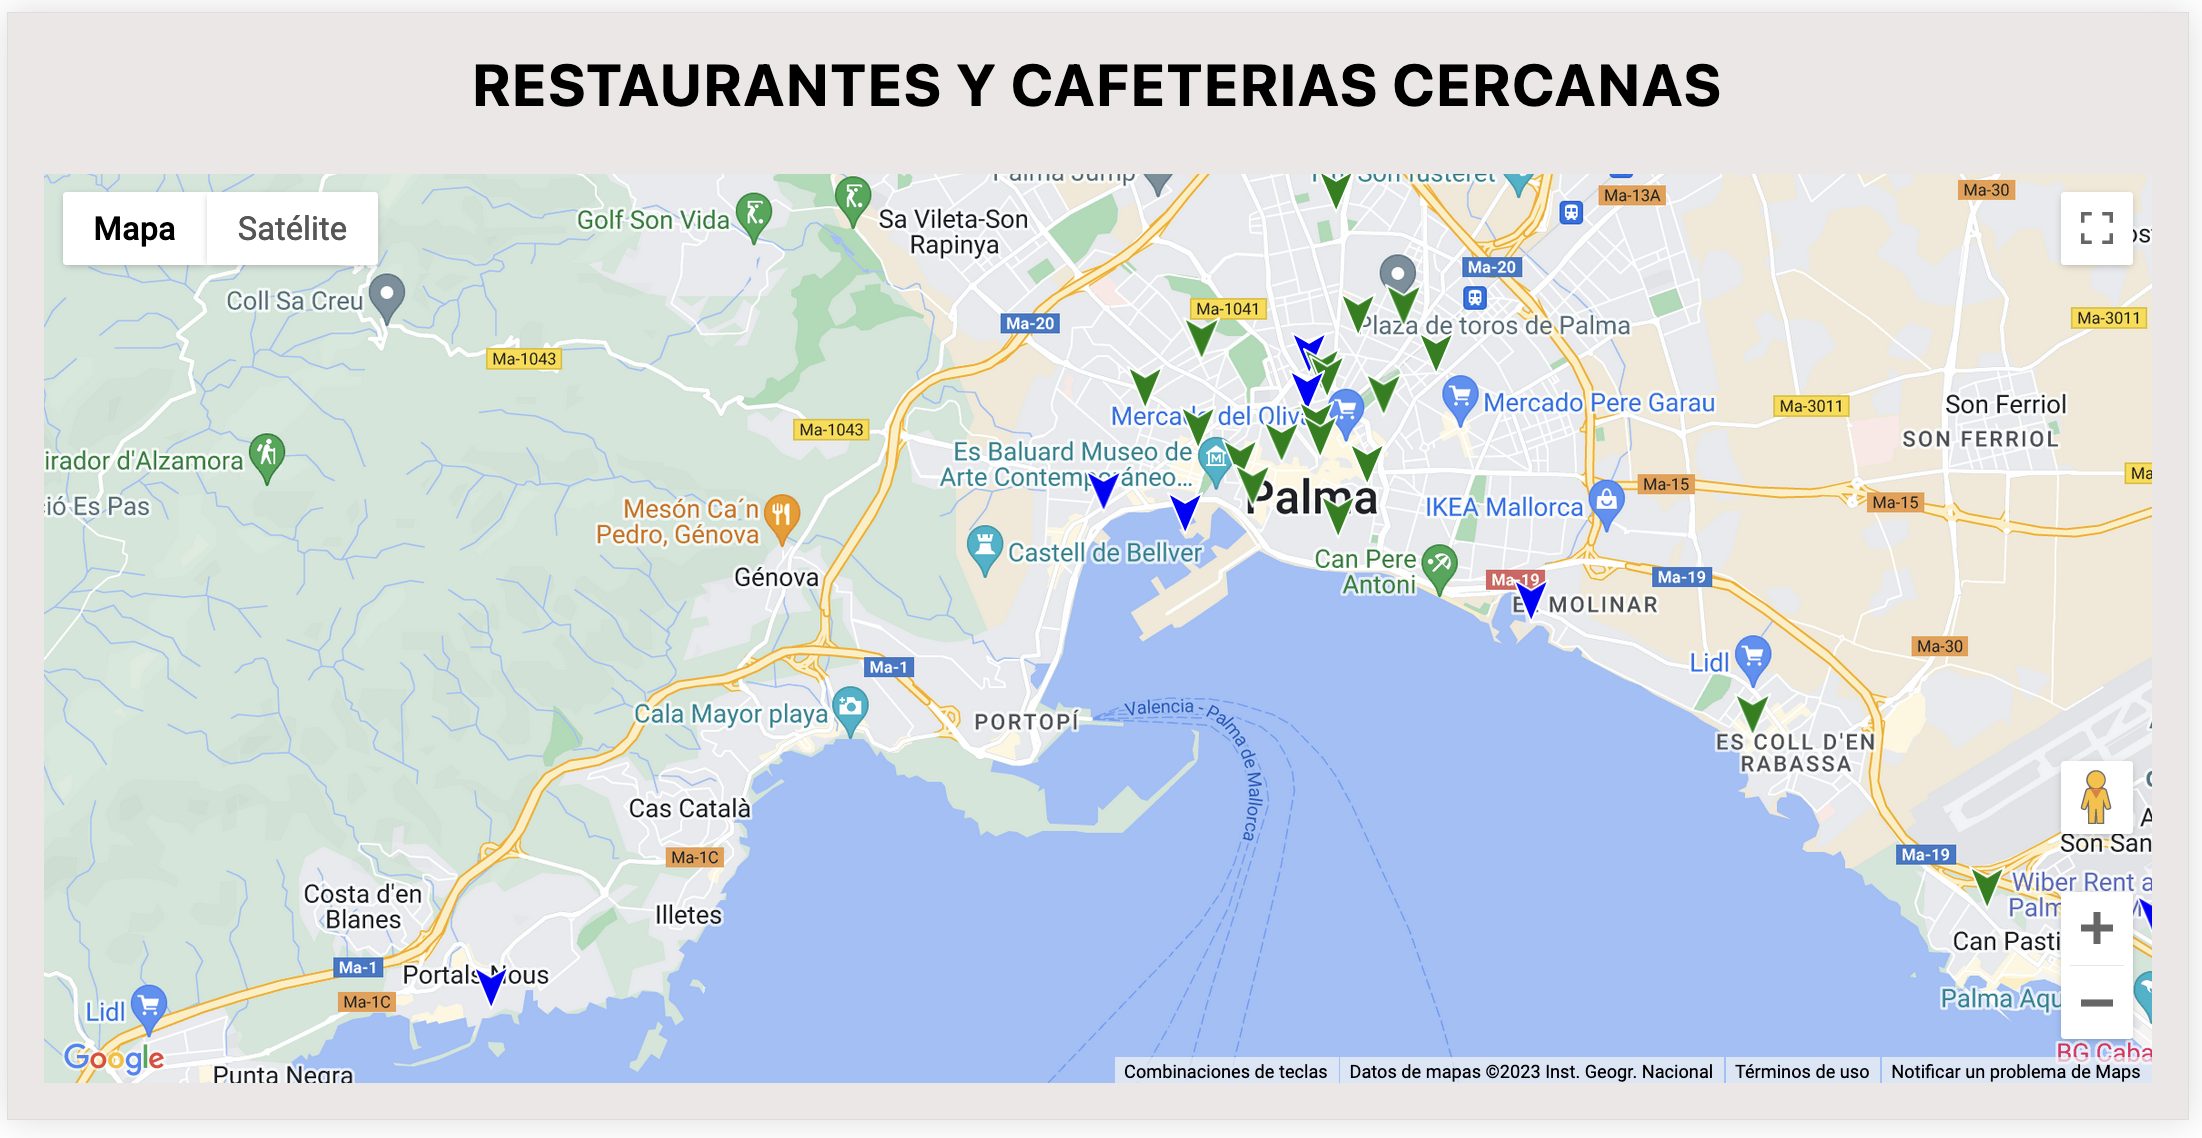 RESTAURANTES Y CAFETERIAS CERCANAS
Mapa
Satélite
Palma Jump
Ma-13A
Ma-30
Golf Son Vida
Sa Vileta-Son
Rapinya
Ma-20
Coll Sa Creu
Ma-1041
Ma-20
Ma-3011
Plaza de toros de Palma
Ma-1043
Mercado Pere Garau
Ma-3011
Son Ferriol
SON FERRIOL
Mercado del Oliva
Ma-1043
Es Baluard Museo de
Arte Contemporáneo...
irador d'Alzamora
ió Es Pas
Ma-15
Ma
Ma-15
Palma
IKEA Mallorca
Mesón Ca´n
Pedro, Génova
Castell de Bellver
Can Pere
Antoni
Génova
Ma-19
Ma-19
EL MOLINAR
Ma-30
Lidl
Ma-1
Cala Mayor playa
PORTOPÍ
Valencia - Palma de Mallorca
ES COLL D'EN
RABASSA
Cas Català
Ma-1C
Son San
Ma-19
Wiber Rent a
Palm
Costa d'en
Blanes
Illetes
Can Pasti
Ma-1
Portals Nous
Ma-1C
Lidl
Palma Aqu
Google
Punta Negra
BG Caba
Combinaciones de teclas
Datos de mapas ©2023 Inst. Geogr. Nacional
Términos de uso
Notificar un problema de Maps